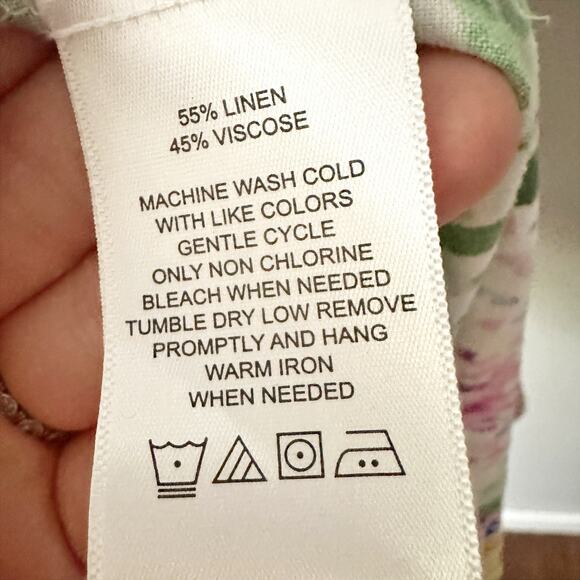 55% LINEN
45% VISCOSE
MACHINE WASH COLD
WITH LIKE COLORS
GENTLE CYCLE
ONLY NON CHLORINE
BLEACH WHEN NEEDED
TUMBLE DRY LOW REMOVE
PROMPTLY AND HANG
WARM IRON
WHEN NEEDED